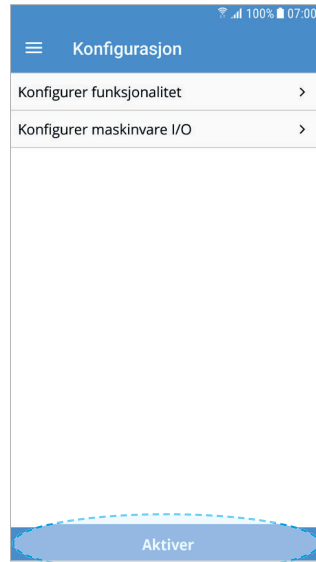 100% 07:00
Konfigurasjon
Konfigurer funksjonalitet
Konfigurer maskinvare I/O
Aktiver